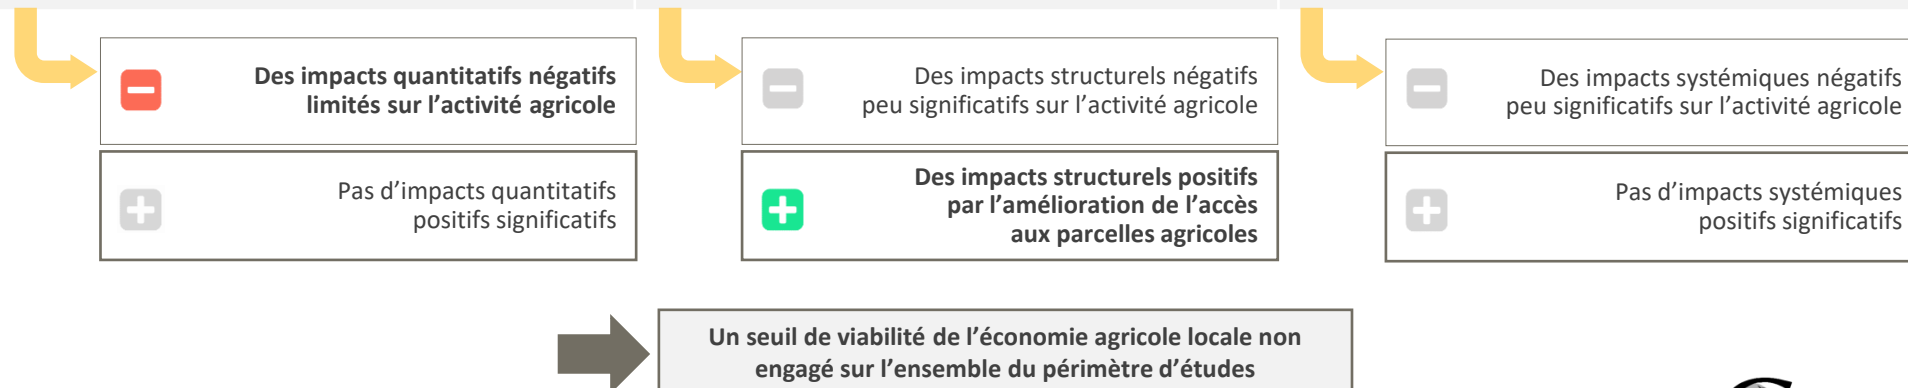 Des impacts quantitatifs négatifs
limités sur l’activité agricole
Pas d’impacts quantitatifs
positifs significatifs
Des impacts structurels négatifs
peu significatifs sur l’activité agricole
Des impacts structurels positifs
par l’amélioration de l’accès
aux parcelles agricoles
Des impacts systémiques négatifs
peu significatifs sur l’activité agricole
Pas d’impacts systémiques
positifs significatifs
Un seuil de viabilité de l’économie agricole locale non
engagé sur l’ensemble du périmètre d’études